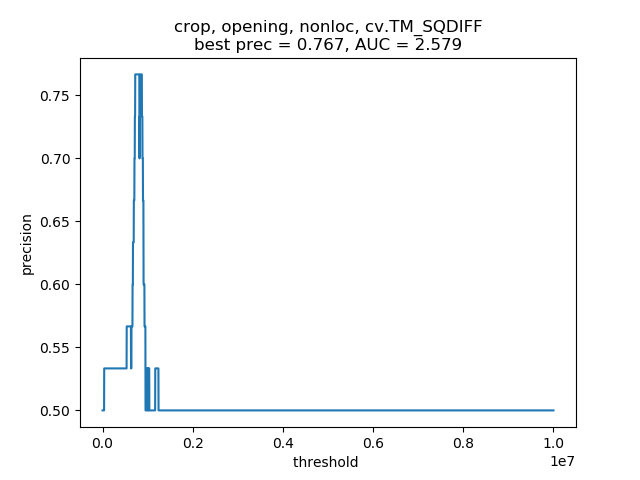 crop, opening, nonloc, cv.TM_SQDIFF
best prec = 0.767, AUC = 2.579
precision
0.75
0.70
0.65
0.60
0.55
0.50
0.0
0.2
0.4
0.6
0.8
1.0
1e7
threshold